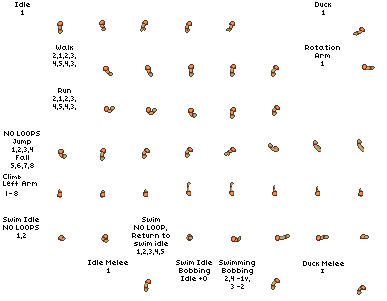 Idle
1
Duck
1
Walk
2,1,2,3,
4,5,4,3,
Rotation
Arm
1
Run
2,1,2,3,
4,5,4,3,
NO LOOPS
Jump
1,2,3,4
Fall
5,6,7,8
Climb
Left Arm
1-8
Swim Idle
NO LOOPS
1,2
Swim
NO LOOP,
Return to
swim idle
1,2,3,4,5
Swim Idle
Bobbing
Idle +0
Swimming
Bobbing
2,4 -1v,
3 -2
Idle Melee
1
Duck Melee
1